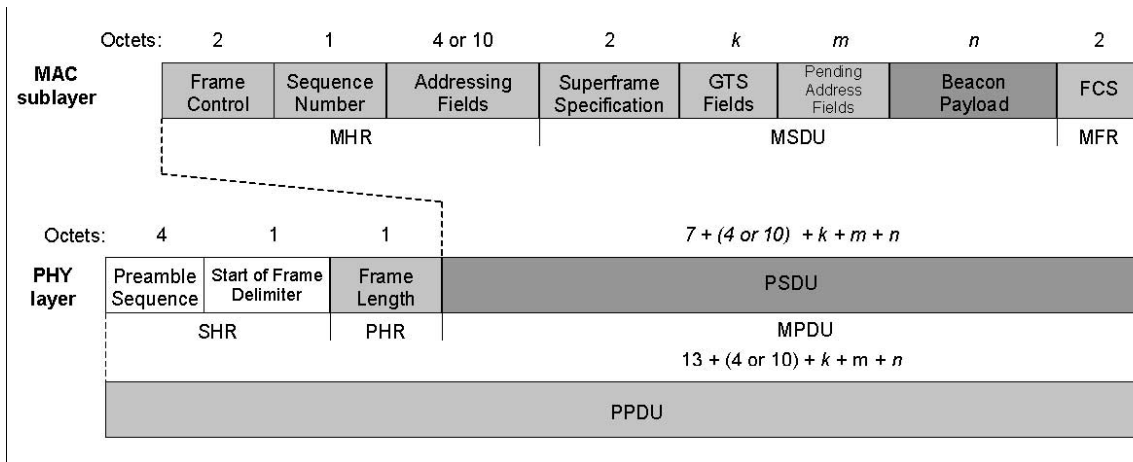 Octets: 2 1 4 or 10 2 k m n 2
MAC sublayer
Frame Control
Sequence Number
Addressing Fields
Superframe Specification
GTS Fields
Pending Address Fields
Beacon Payload
FCS
MHR MSDU MFR
Octets: 4 1 1 7 + (4 or 10) + k + m + n
PHY layer
Preamble Sequence
Start of Frame Delimiter
Frame Length
PSDU
SHR PHR MPDU
13 + (4 or 10) + k + m + n
PPDU